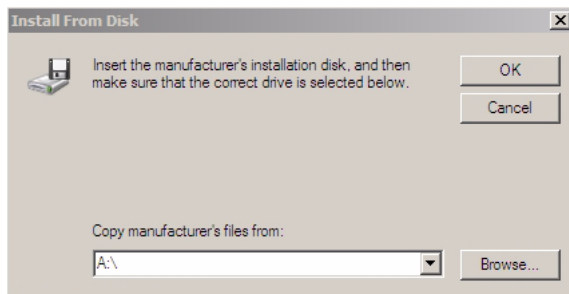 Install From Disk
Insert the manufacturer's installation disk, and then
make sure that the correct drive is selected below.
OK
Cancel
Copy manufacturer's files from:
A:\
Browse...